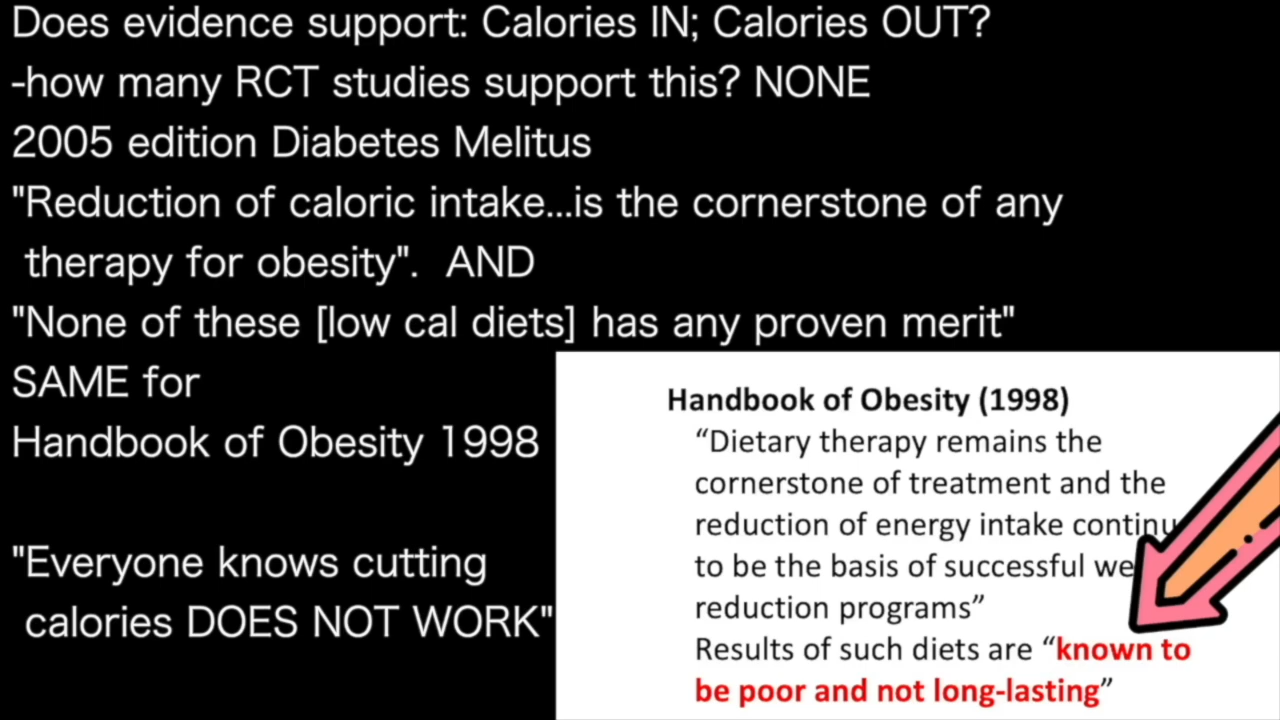 Does evidence support: Calories IN; Calories OUT?
-how many RCT studies support this? NONE
2005 edition Diabetes Melitus
"Reduction of caloric intake...is the cornerstone of any
therapy for obesity". AND
"None of these [low cal diets] has any proven merit"
SAME for
Handbook of Obesity 1998
"Everyone knows cutting
calories DOES NOT WORK"
Handbook of Obesity (1998)
“Dietary therapy remains the
cornerstone of treatment and the
reduction of energy intake
to be the basis of successful
reduction programs”
Results of such diets are “known to
be poor and not long-lasting”